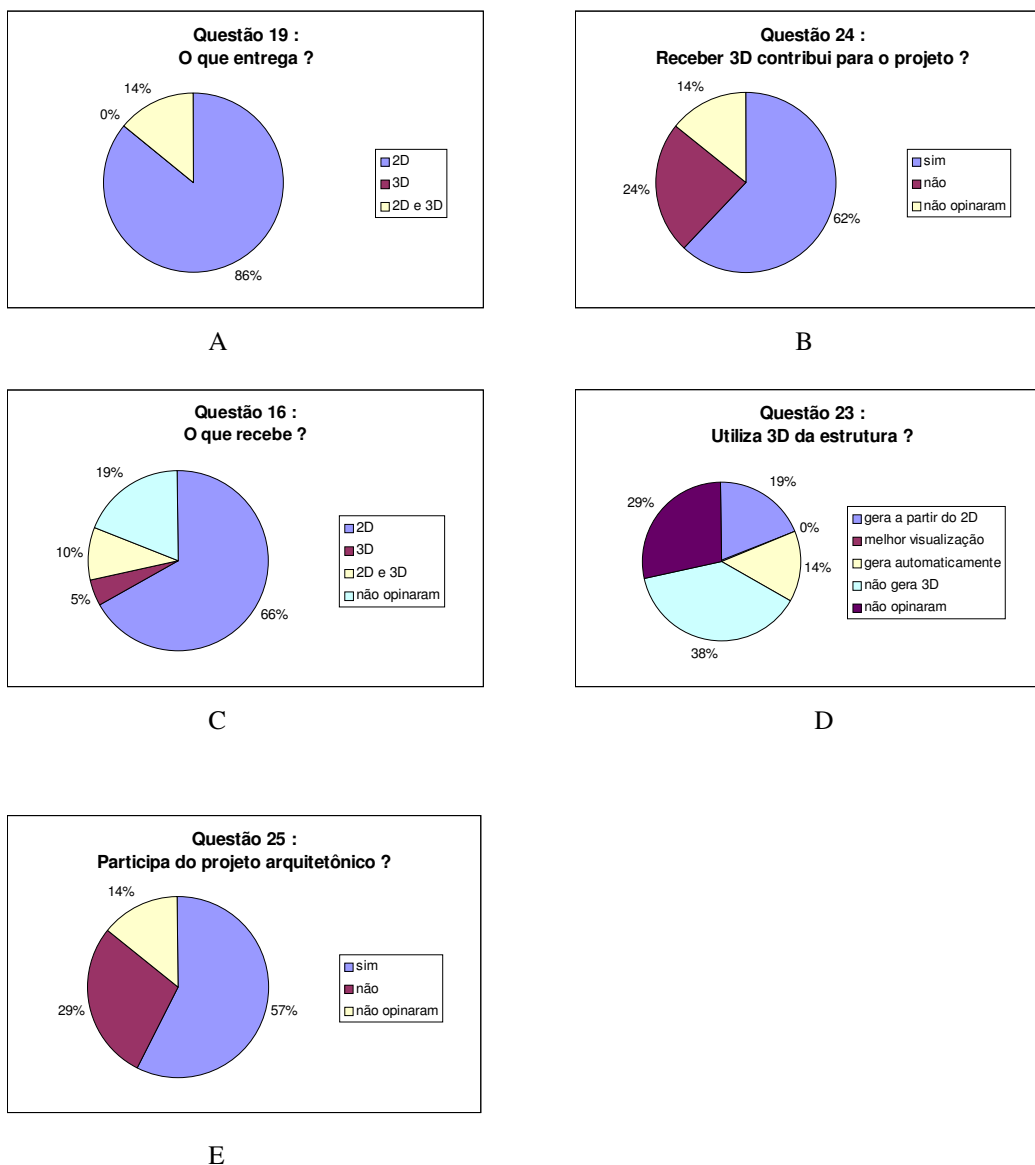 Questão 19 :
O que entrega ?
14%
0%
86%
2D
3D
2D e 3D
A
Questão 24 :
Receber 3D contribui para o projeto ?
14%
24%
62%
sim
não
não opinaram
B
Questão 16 :
O que recebe ?
19%
10%
5%
66%
2D
3D
2D e 3D
não opinaram
C
Questão 23 :
Utiliza 3D da estrutura ?
29%
19%
0%
14%
38%
gera a partir do 2D
melhor visualização
gera automaticamente
não gera 3D
não opinaram
D
Questão 25 :
Participa do projeto arquitetônico ?
14%
29%
57%
sim
não
não opinaram
E